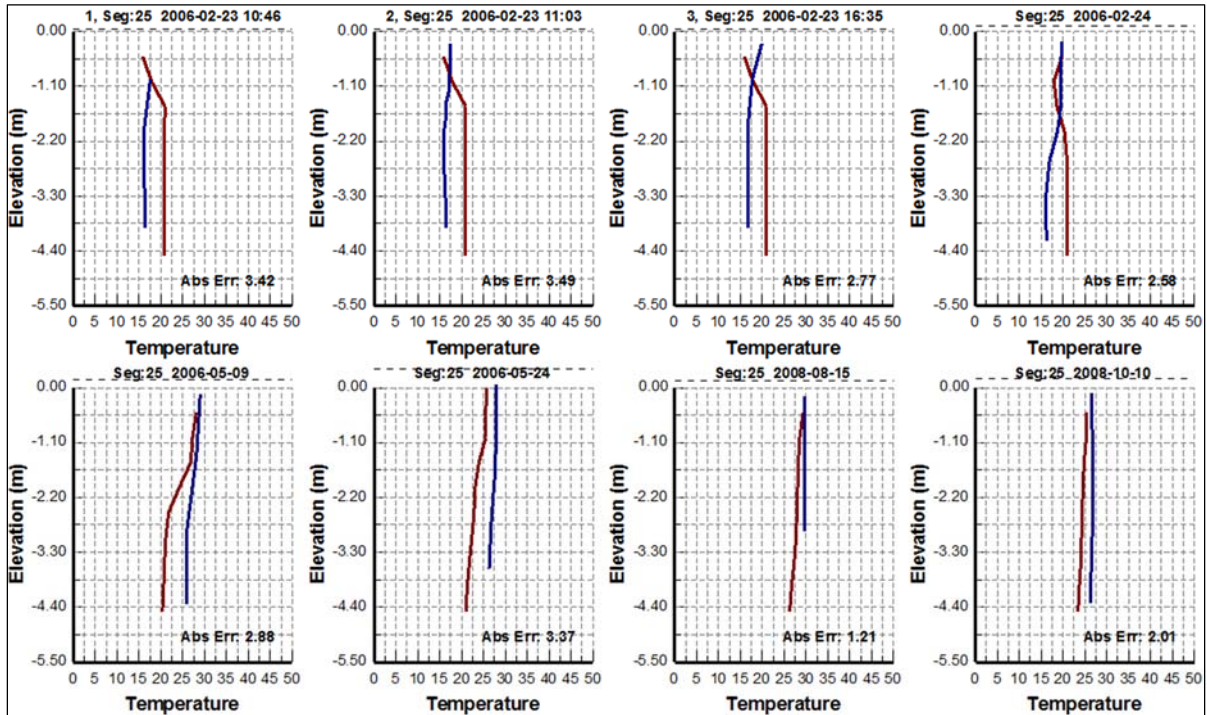 1, Seg:25 2006-02-23 10:46
0.00
-1.10
-2.20
-3.30
-4.40
-5.50
Elevation (m)
Abs Err: 3.42
0 5 10 15 20 25 30 35 40 45 50
Temperature
2, Seg:25 2006-02-23 11:03
0.00
-1.10
-2.20
-3.30
-4.40
-5.50
Elevation (m)
Abs Err: 3.49
0 5 10 15 20 25 30 35 40 45 50
Temperature
3, Seg:25 2006-02-23 16:35
0.00
-1.10
-2.20
-3.30
-4.40
-5.50
Elevation (m)
Abs Err: 2.77
0 5 10 15 20 25 30 35 40 45 50
Temperature
Seg:25 2006-02-24
0.00
-1.10
-2.20
-3.30
-4.40
-5.50
Elevation (m)
Abs Err: 2.58
0 5 10 15 20 25 30 35 40 45 50
Temperature
Seg:25 2006-05-09
0.00
-1.10
-2.20
-3.30
-4.40
-5.50
Elevation (m)
Abs Err: 2.88
0 5 10 15 20 25 30 35 40 45 50
Temperature
Seg:25 2006-05-24
0.00
-1.10
-2.20
-3.30
-4.40
-5.50
Elevation (m)
Abs Err: 3.37
0 5 10 15 20 25 30 35 40 45 50
Temperature
Seg:25 2008-08-15
0.00
-1.10
-2.20
-3.30
-4.40
-5.50
Elevation (m)
Abs Err: 1.21
0 5 10 15 20 25 30 35 40 45 50
Temperature
Seg:25 2008-10-10
0.00
-1.10
-2.20
-3.30
-4.40
-5.50
Elevation (m)
Abs Err: 2.01
0 5 10 15 20 25 30 35 40 45 50
Temperature